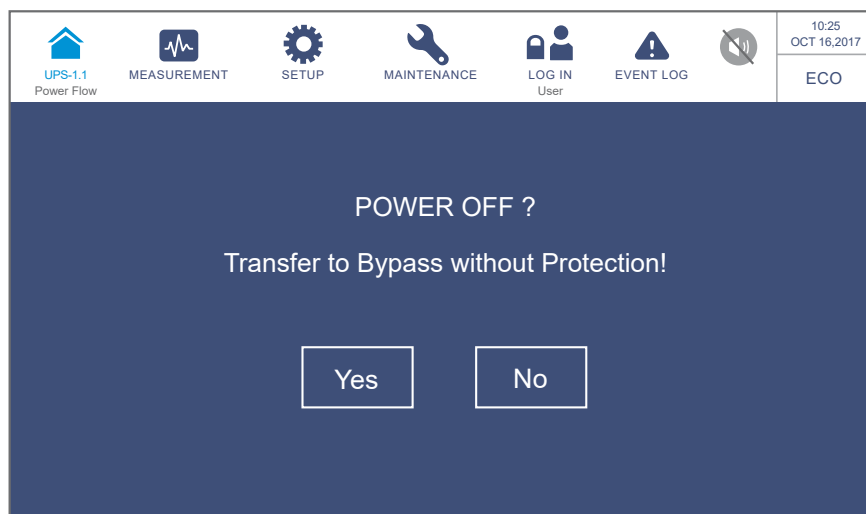 UPS-1.1
Power Flow
MEASUREMENT
SETUP
MAINTENANCE
LOG IN
User
EVENT LOG
10:25
OCT 16,2017
ECO
POWER OFF ?
Transfer to Bypass without Protection!
Yes
No